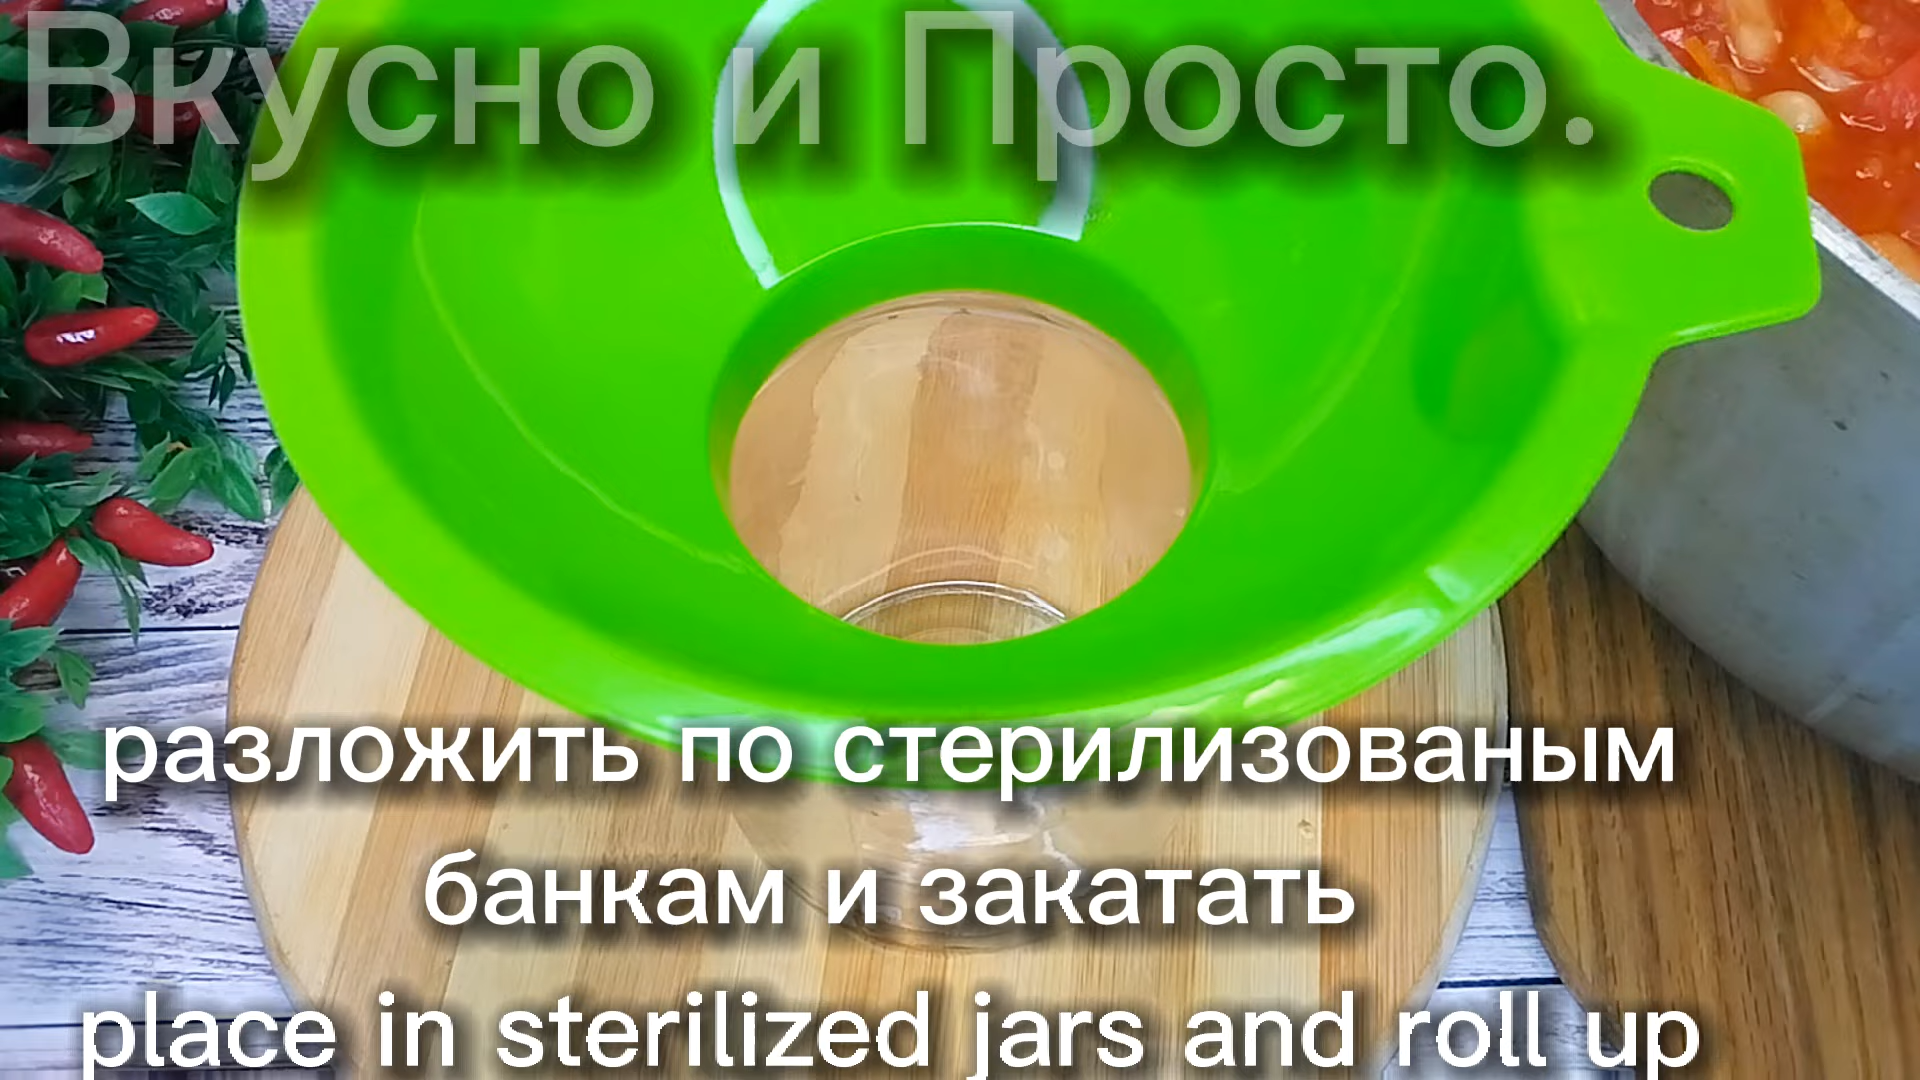 Вкусно и Просто.
разложить по стерилизованым
банкам и закатать
place in sterilized jars and roll up